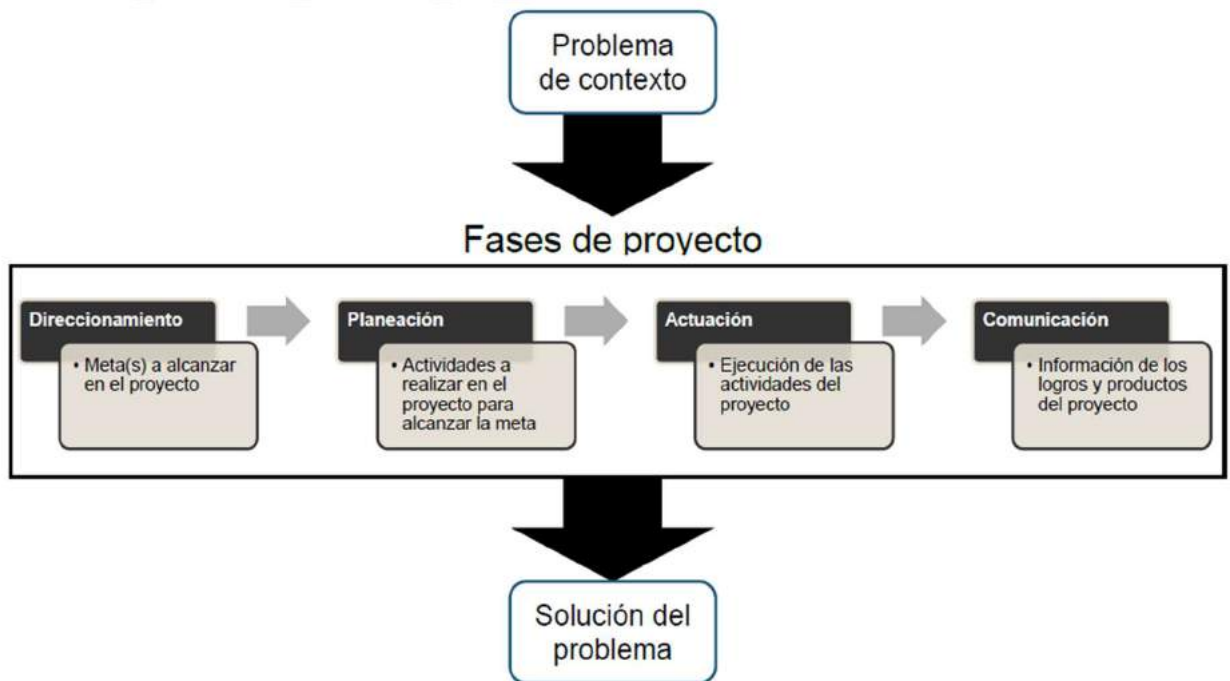 Problema
de contexto
Fases de proyecto
Direccionamiento
• Meta(s) a alcanzar
en el proyecto
Planeación
• Actividades a
realizar en el
proyecto para
alcanzar la meta
Actuación
• Ejecución de las
actividades del
proyecto
Comunicación
• Información de los
logros y productos
del proyecto
Solución del
problema